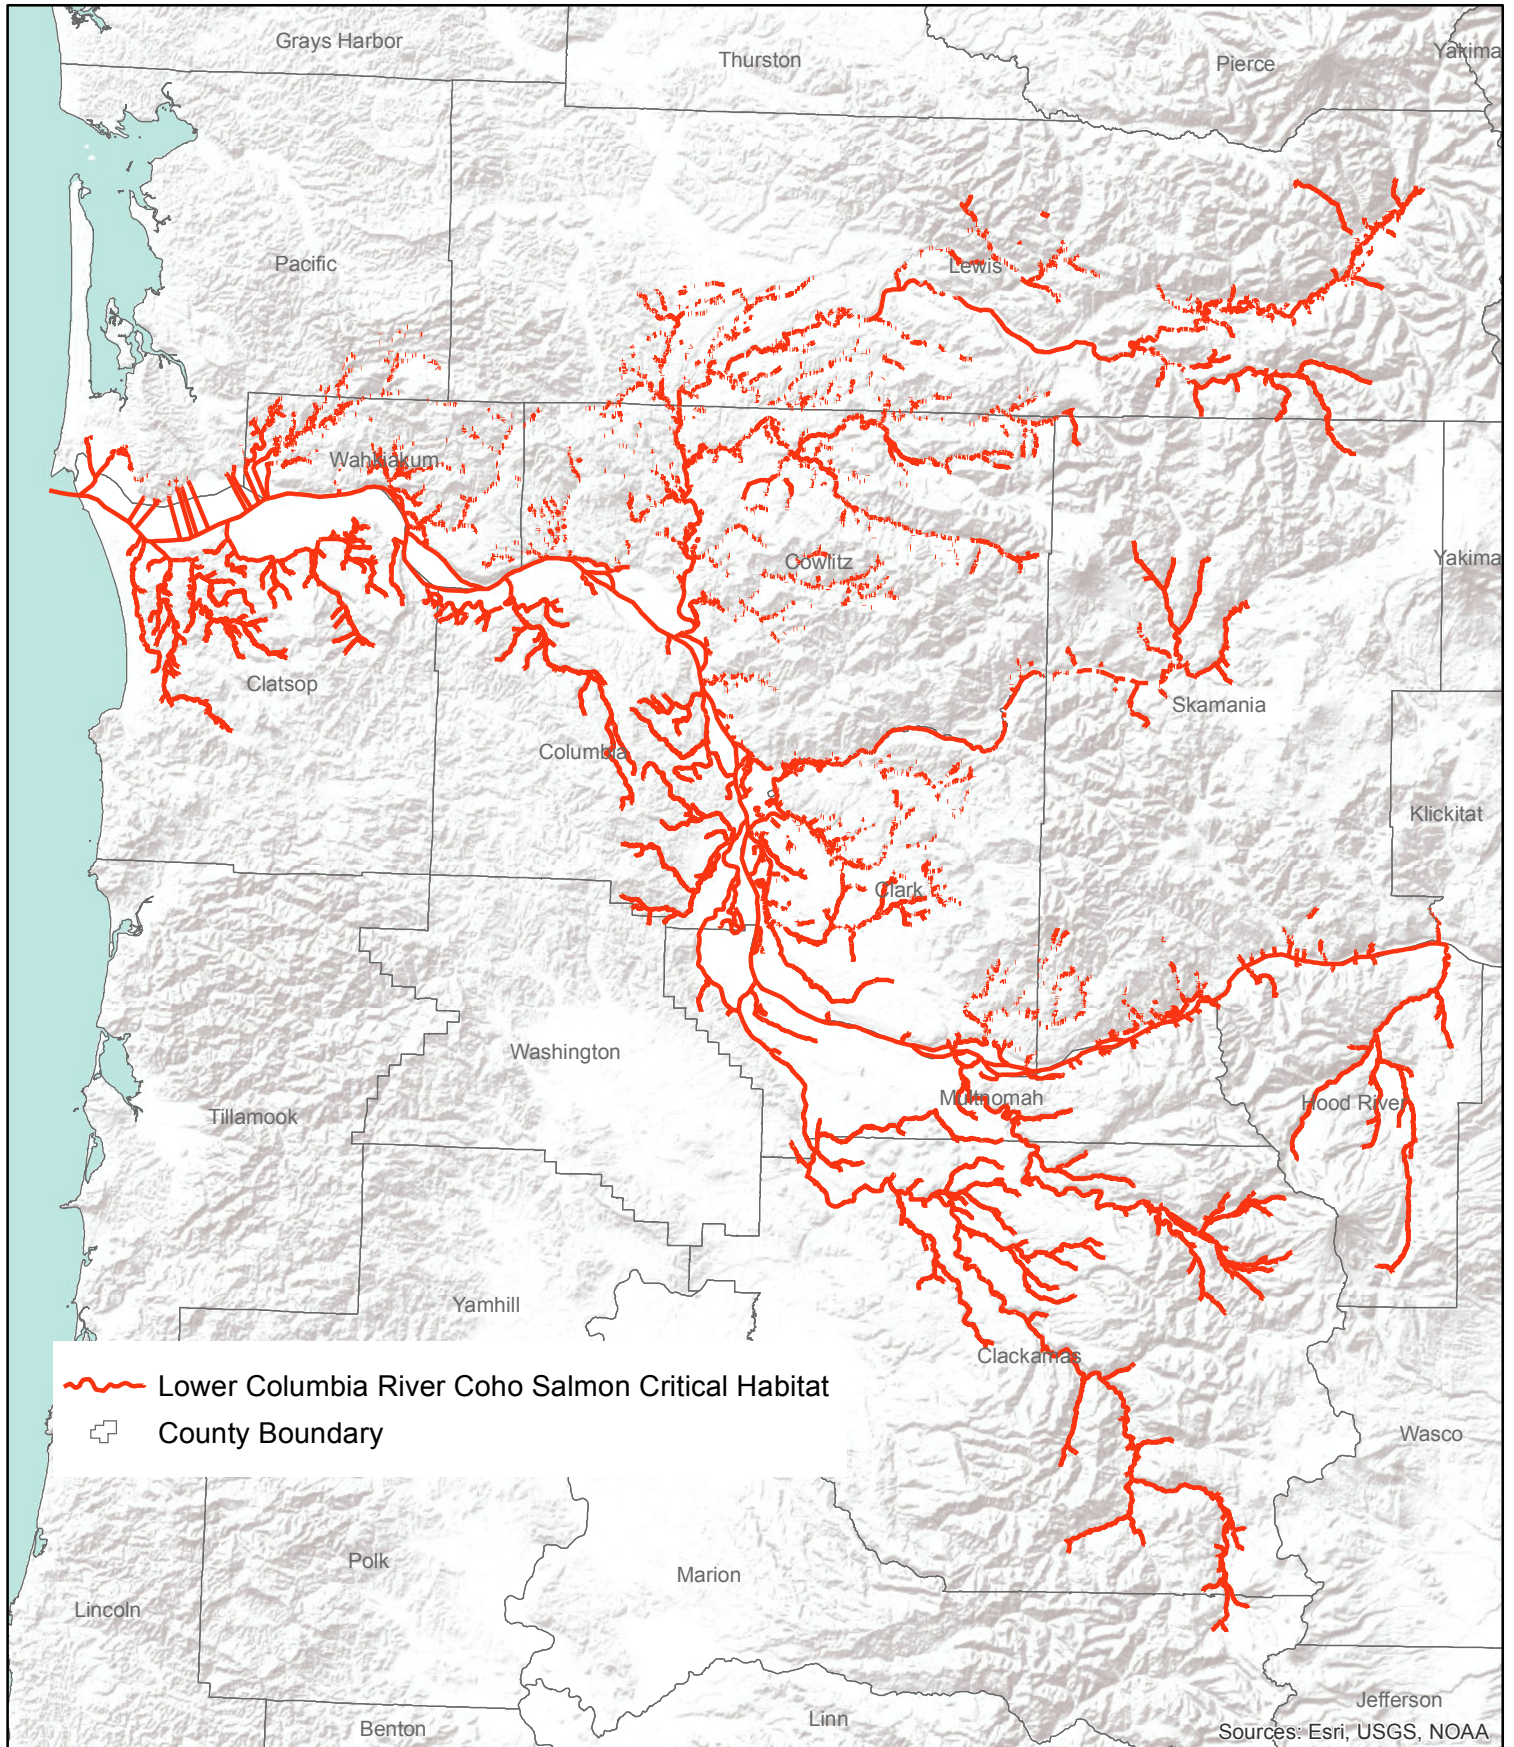 Grays Harbor
Thurston
Pierce
Yakima
Pacific
Lewis
Wahkiakum
Cowlitz
Yakima
Clatsop
Skamania
Columbia
Klickitat
Clark
Washington
Multnomah
Hood River
Tillamook
Yamhill
Clackamas
Lower Columbia River Coho Salmon Critical Habitat
County Boundary
Wasco
Polk
Marion
Lincoln
Jefferson
Linn
Benton
Sources: Esri, USGS, NOAA